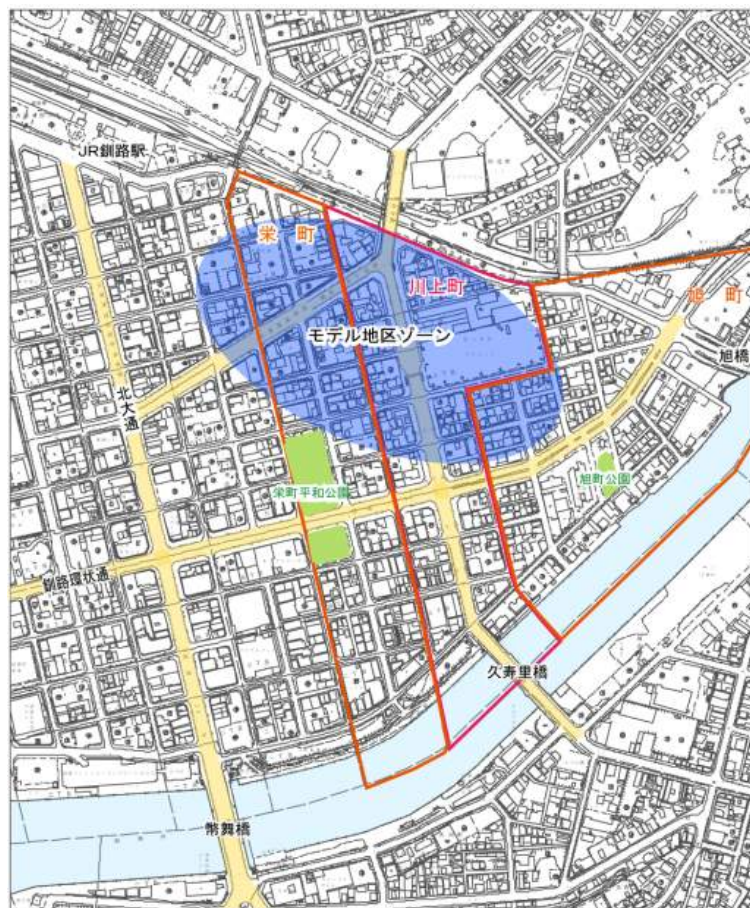 JR釧路駅
栄 町
川上町
旭 町
モデル地区ゾーン
旭橋
北大通
栄町平和公園
旭町公園
釧路環状通
久寿里橋
幣舞橋